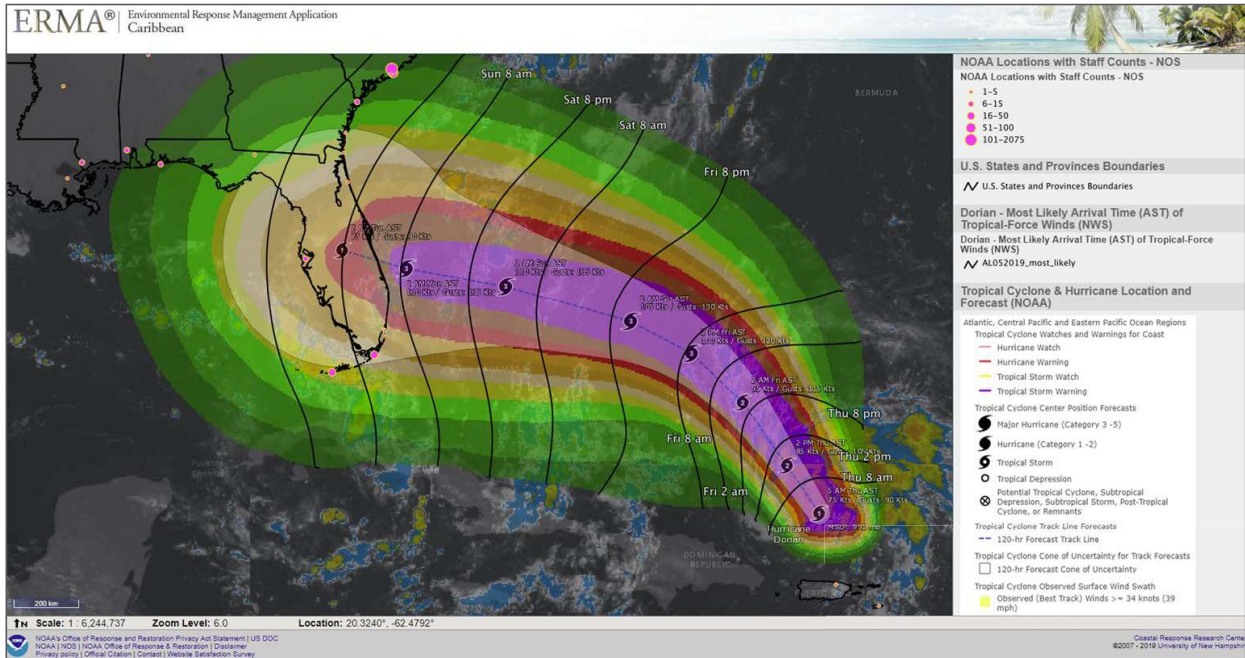 ERMA® Environmental Response Management Application
Caribbean
Sun 8 am
Sat 8 pm
Sat 8 am
Fri 8 pm
BERMUDA
2 AM Sun AST
1 AM Mon AST
2 AM Fri AST
2 PM Thu AST
85 Kts / Gusts: 105 Kts
5 AM Thu AST
75 Kts / Gusts: 90 Kts
Thu 8 pm
Fri 8 am
Thu 2 pm
Thu 8 am
Fri 2 am
Hurricane
Dorian
DOMINICAN
REPUBLIC
PUERTO RICO
200 km
NOAA Locations with Staff Counts - NOS
NOAA Locations with Staff Counts - NOS
1-5
6-15
16-50
51-100
101-2075
U.S. States and Provinces Boundaries
U.S. States and Provinces Boundaries
Dorian - Most Likely Arrival Time (AST) of
Tropical-Force Winds (NWS)
Dorian - Most Likely Arrival Time (AST) of Tropical-Force
Winds (NWS)
AL052019_most_likely
Tropical Cyclone & Hurricane Location and
Forecast (NOAA)
Atlantic, Central Pacific and Eastern Pacific Ocean Regions
Tropical Cyclone Watches and Warnings for Coast
Hurricane Watch
Hurricane Warning
Tropical Storm Watch
Tropical Storm Warning
Tropical Cyclone Center Position Forecasts
Major Hurricane (Category 3 -5)
Hurricane (Category 1 -2)
Tropical Storm
Tropical Depression
Potential Tropical Cyclone, Subtropical
Depression, Subtropical Storm, Post-Tropical
Cyclone, or Remnants
Tropical Cyclone Track Line Forecasts
120-hr Forecast Track Line
Tropical Cyclone Cone of Uncertainty for Track Forecasts
120-hr Forecast Cone of Uncertainty
Tropical Cyclone Observed Surface Wind Swath
Observed (Best Track) Winds >= 34 knots (39
mph)
N Scale: 1 : 6,244,737 Zoom Level: 6.0 Location: 20.3240°, -62.4792°
NOAA's Office of Response and Restoration Privacy Act Statement | US DOC
NOAA | NOS | NOAA Office of Response & Restoration | Disclaimer
Privacy policy | Official Citation | Contact | Website Satisfaction Survey
Coastal Response Research Center
©2007 - 2019 University of New Hampshire